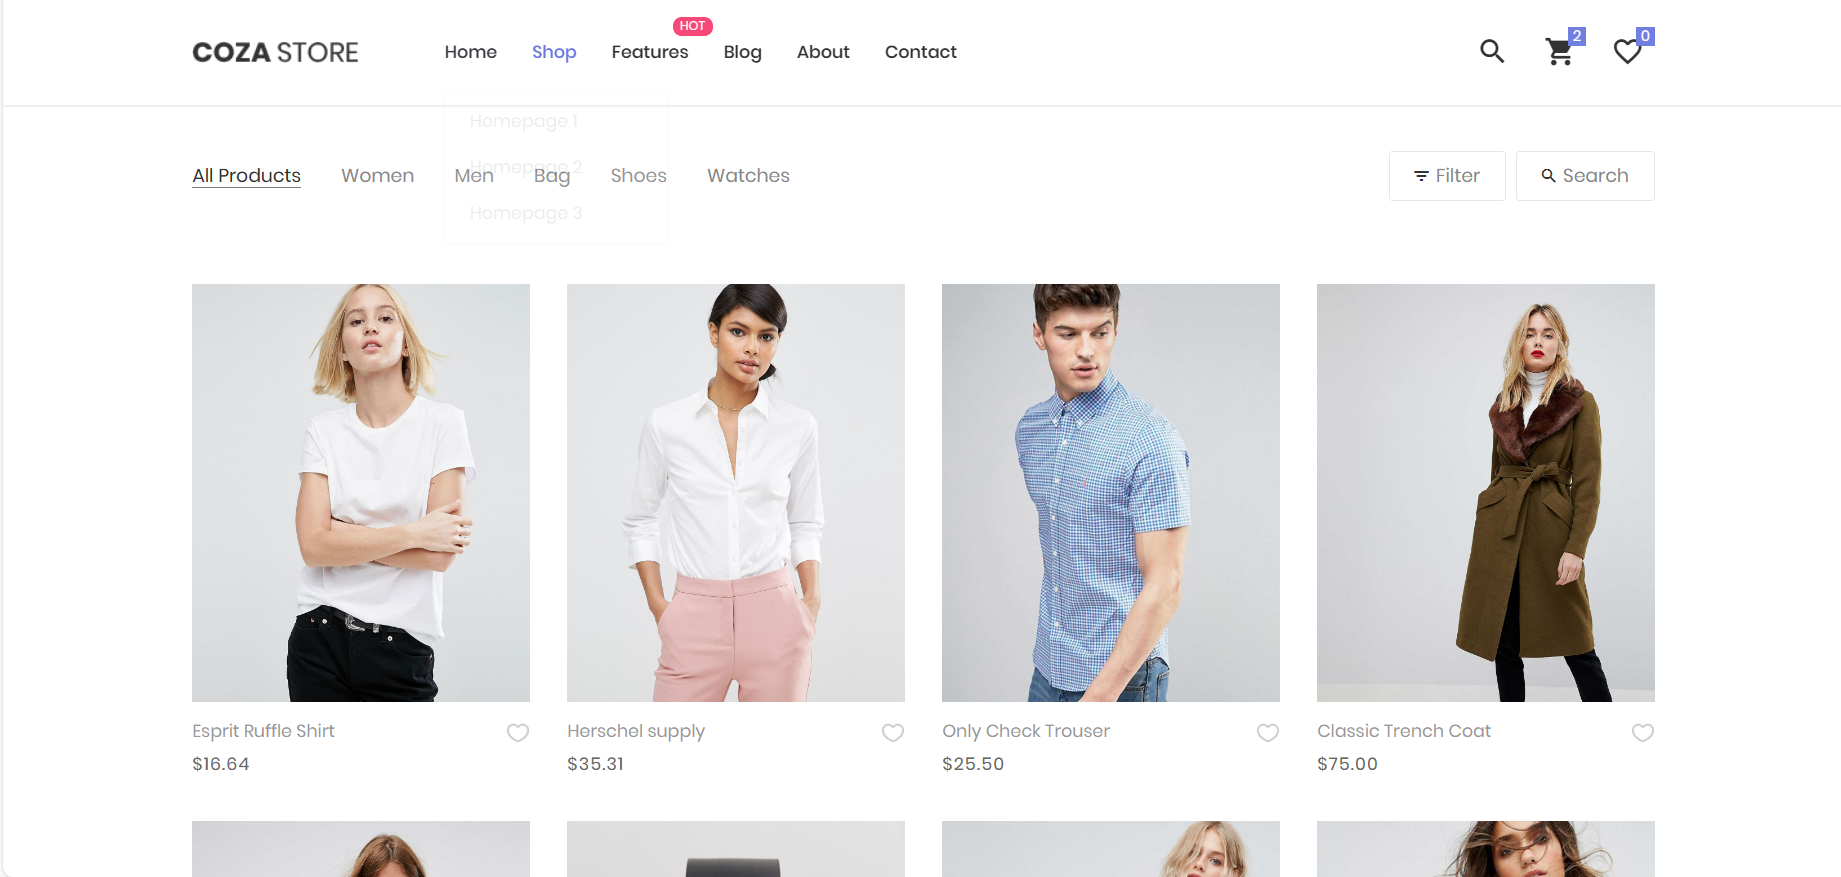 HOT
COZA STORE Home Shop Features Blog About Contact 2 0
Homepage 1
Homepage 2
All Products Women Men Bag Shoes Watches Filter Search
Homepage 3
Esprit Ruffle Shirt Herschel supply Only Check Trouser Classic Trench Coat
$16.64 $35.31 $25.50 $75.00